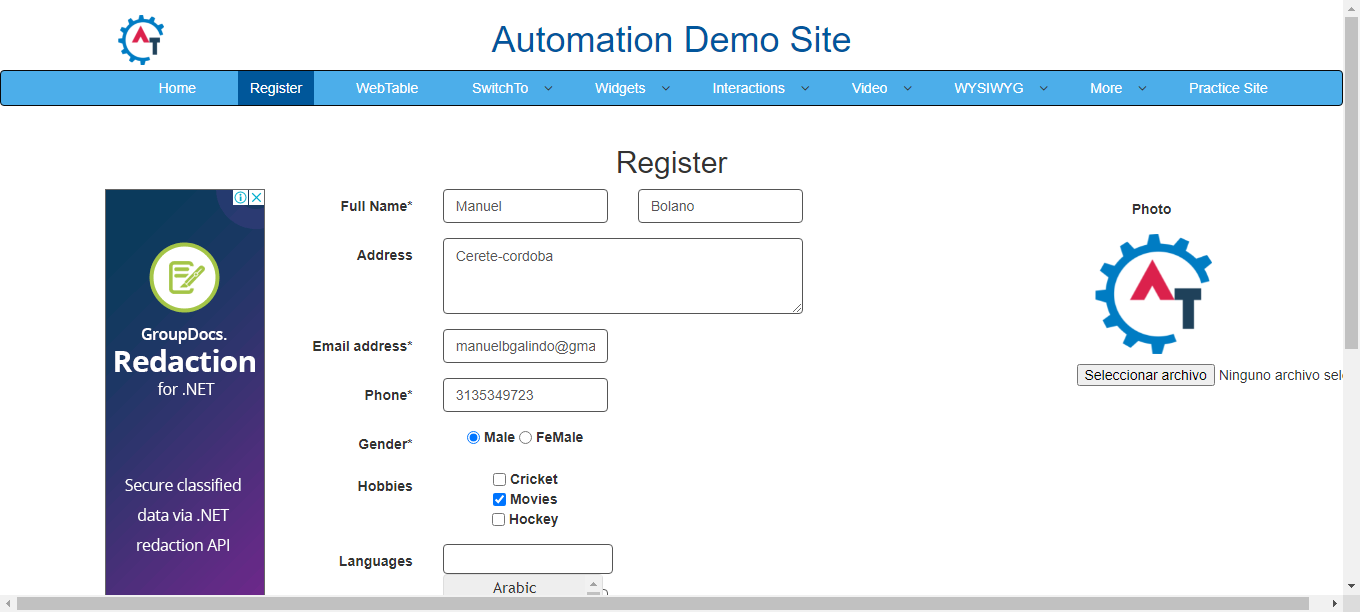 Automation Demo Site
Home Register WebTable SwitchTo Widgets Interactions Video WYSIWYG More Practice Site
Register
GroupDocs.
Redaction
for .NET
Secure classified
data via .NET
redaction API
Full Name* Manuel Bolano
Address Cerete-cordoba
Email address* manuelbgalindo@gma
Phone* 3135349723
Gender* Male FeMale
Hobbies Cricket
Movies
Hockey
Languages
Arabic
Photo
AT
Seleccionar archivo Ninguno archivo sel